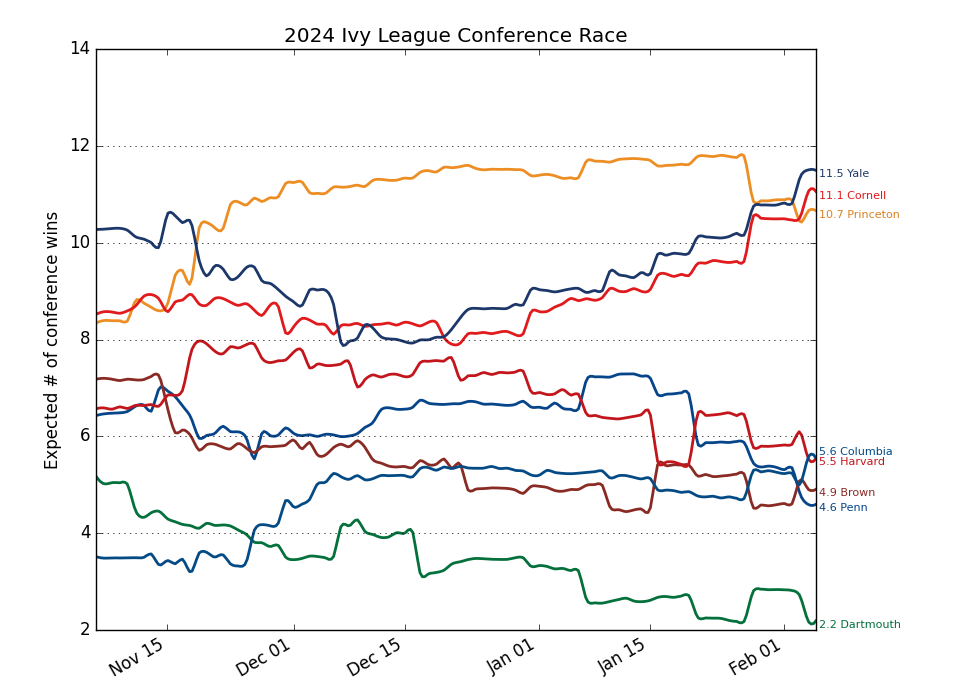 2024 Ivy League Conference Race
Expected # of conference wins
14
12
10
8
6
4
2
11.5 Yale
11.1 Cornell
10.7 Princeton
5.6 Columbia
5.5 Harvard
4.9 Brown
4.6 Penn
2.2 Dartmouth
Nov 15
Dec 01
Dec 15
Jan 01
Jan 15
Feb 01